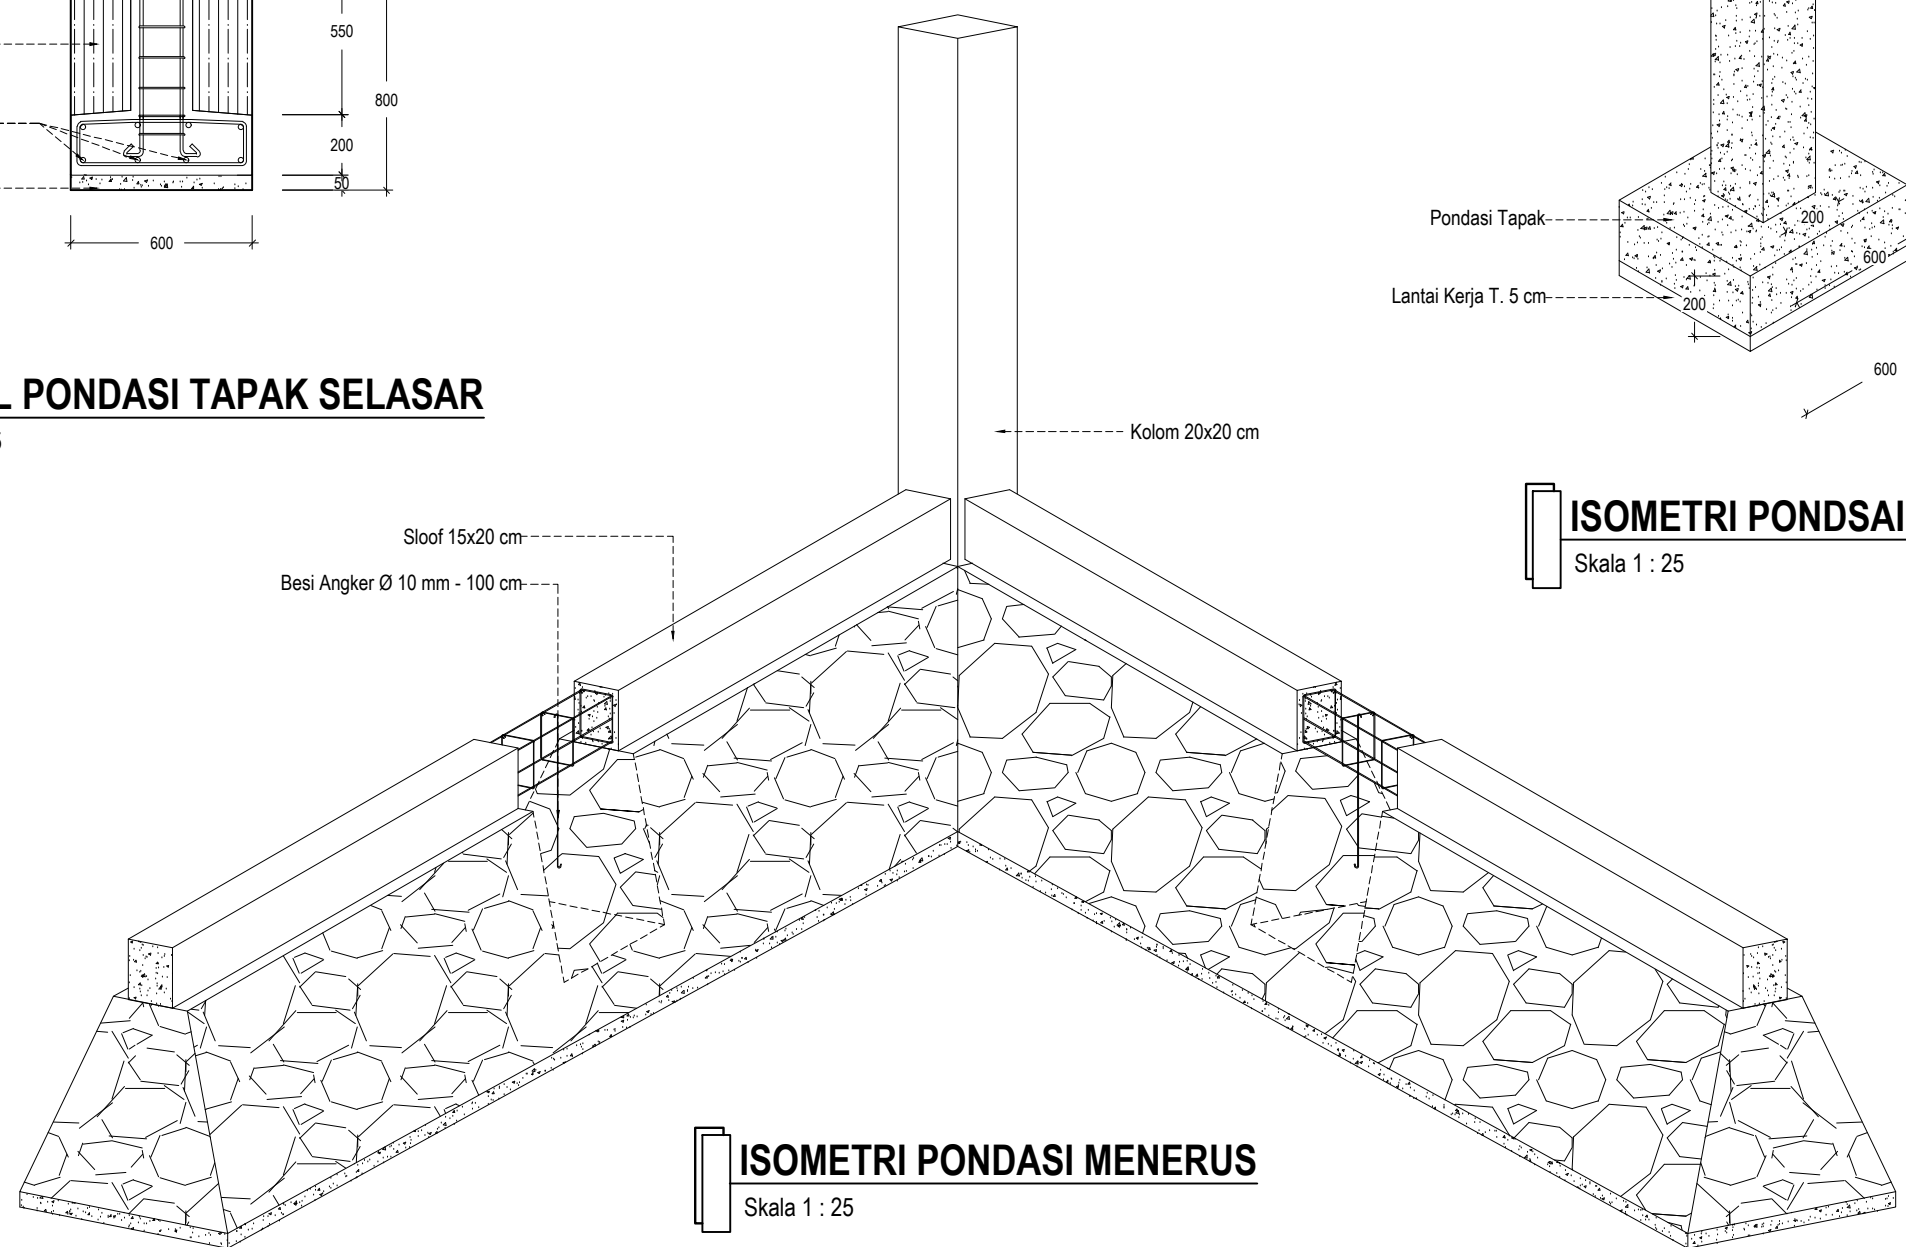 550
800
200
50
600
L PONDASI TAPAK SELASAR
Kolom 20x20 cm
Sloof 15x20 cm
Besi Angker Ø 10 mm - 100 cm
Pondasi Tapak
Lantai Kerja T. 5 cm
200
600
200
600
ISOMETRI PONDSAI
Skala 1 : 25
ISOMETRI PONDASI MENERUS
Skala 1 : 25